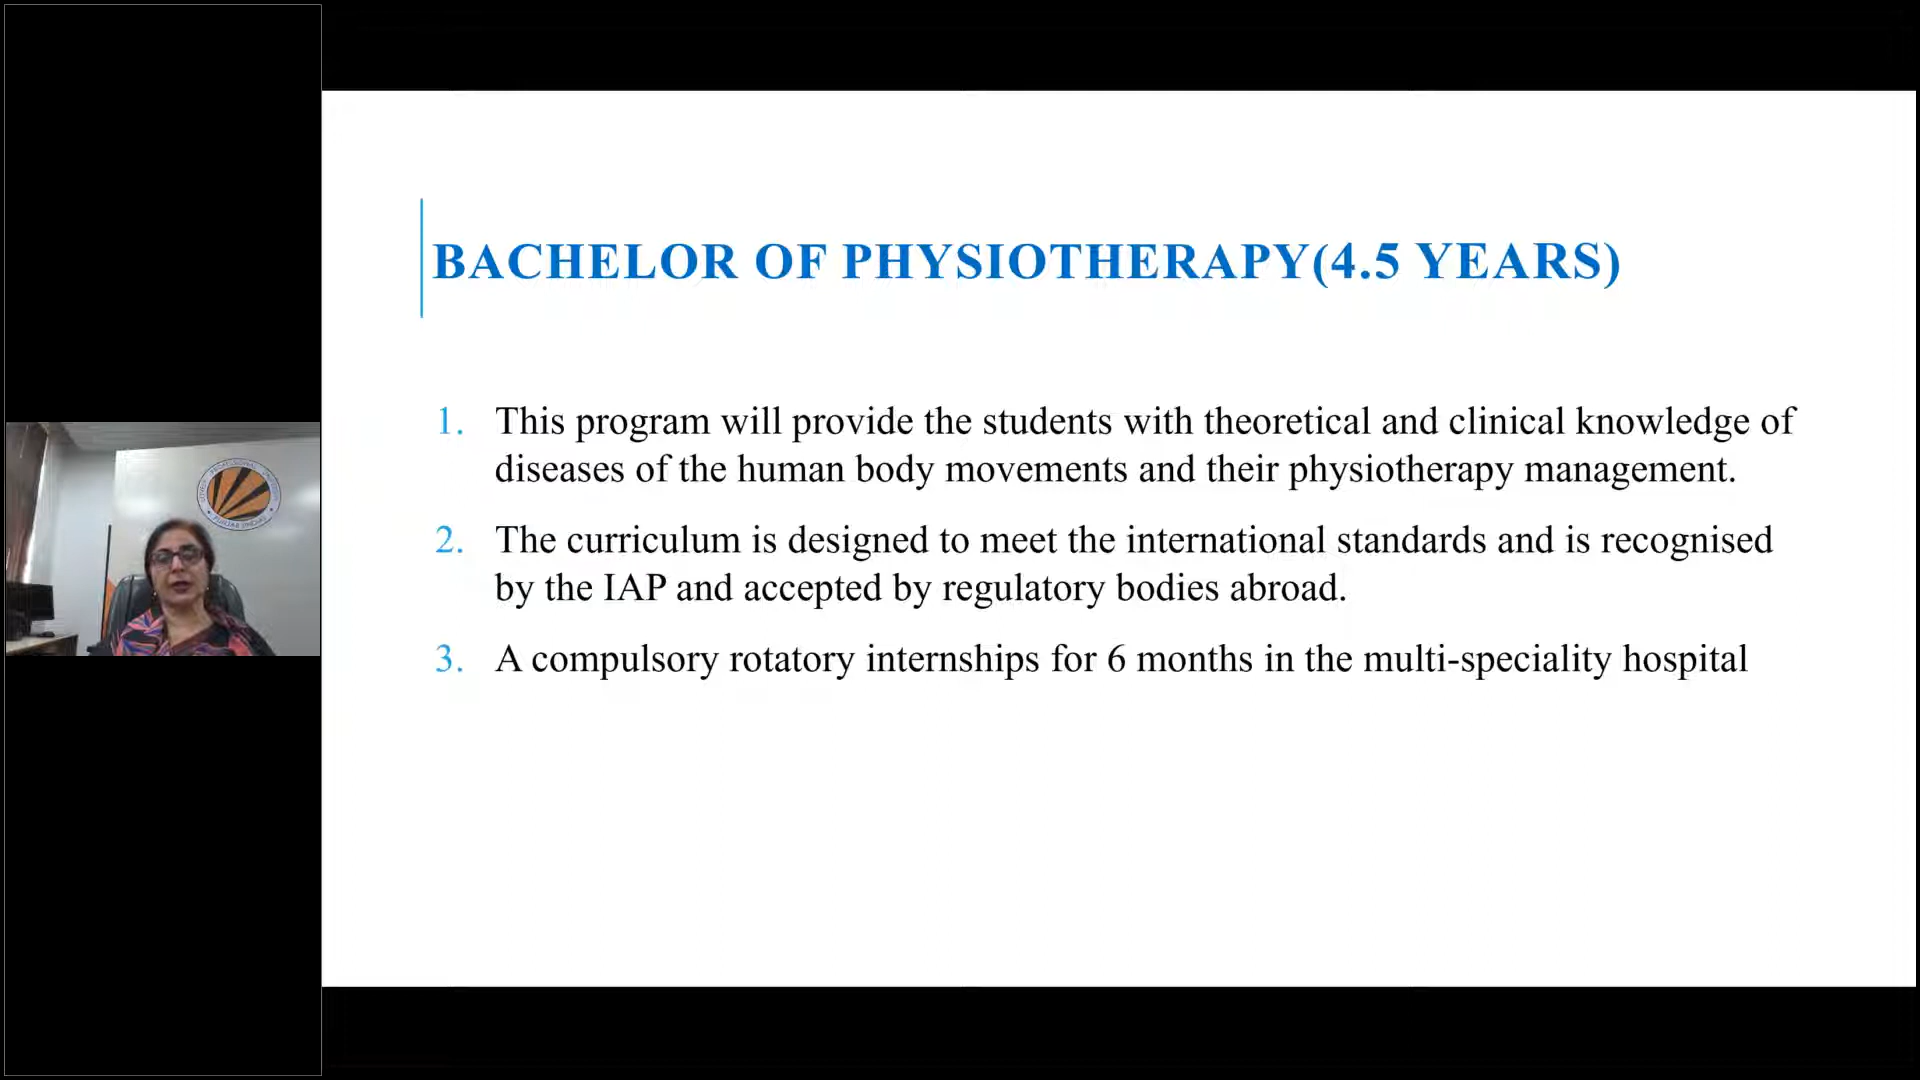 BACHELOR OF PHYSIOTHERAPY(4.5 YEARS)
1. This program will provide the students with theoretical and clinical knowledge of
diseases of the human body movements and their physiotherapy management.
2. The curriculum is designed to meet the international standards and is recognised
by the IAP and accepted by regulatory bodies abroad.
3. A compulsory rotatory internships for 6 months in the multi-speciality hospital